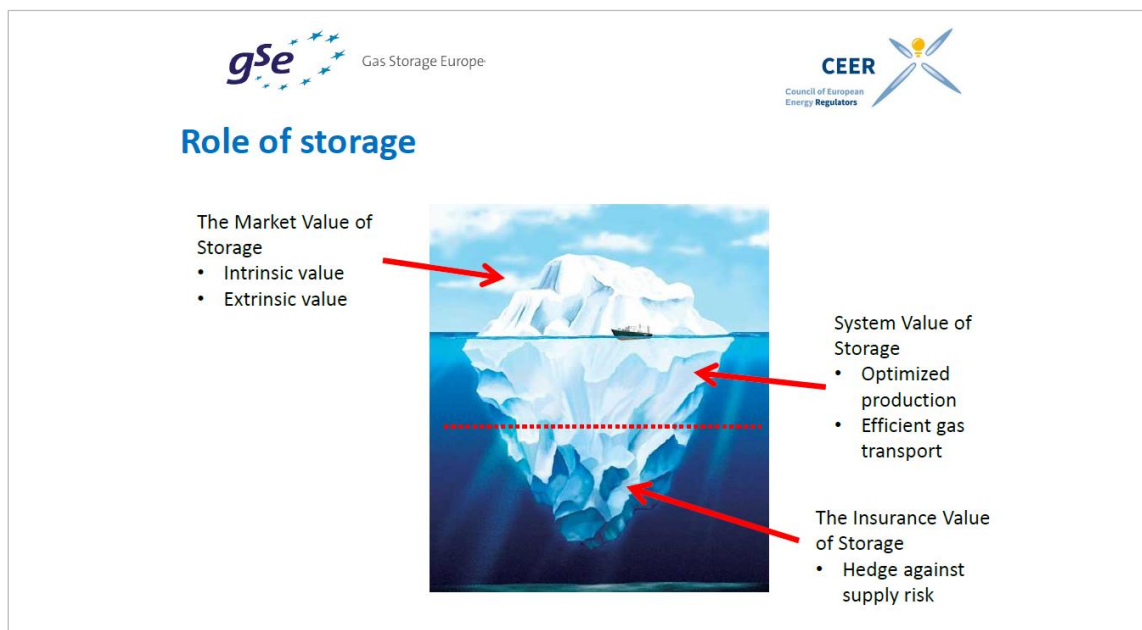 gse
Gas Storage Europe
CEER
Council of European
Energy Regulators
Role of storage
The Market Value of
Storage
• Intrinsic value
• Extrinsic value
System Value of
Storage
• Optimized
production
• Efficient gas
transport
The Insurance Value
of Storage
• Hedge against
supply risk